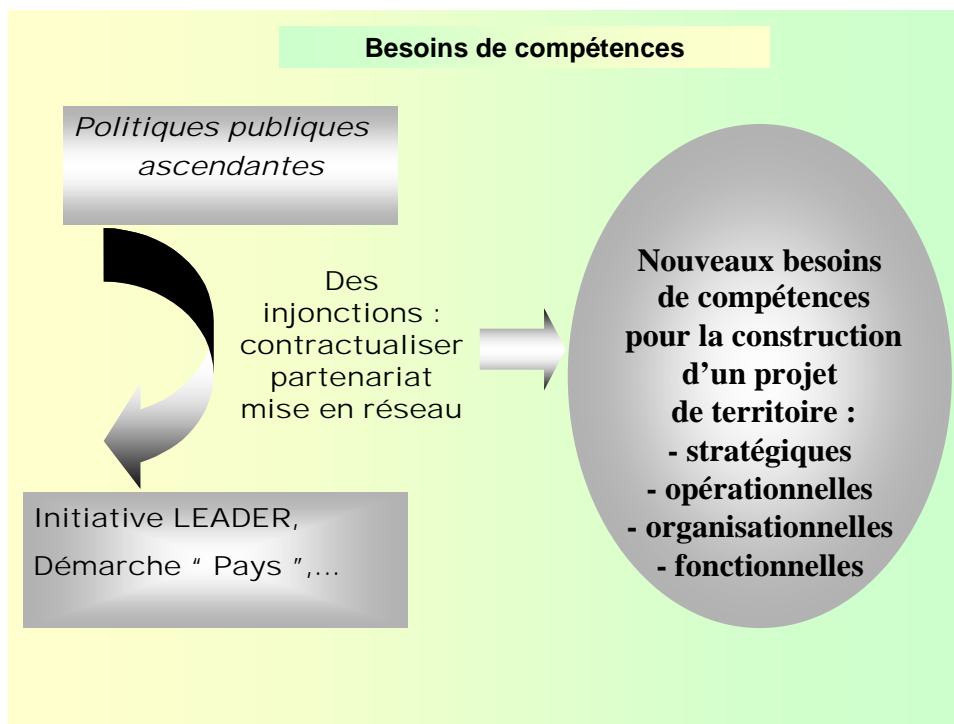 Besoins de compétences
Politiques publiques
ascendantes
Des
injonctions :
contractualiser
partenariat
mise en réseau
Initiative LEADER,
Démarche " Pays ",...
Nouveaux besoins
de compétences
pour la construction
d’un projet
de territoire :
- stratégiques
- opérationnelles
- organisationnelles
- fonctionnelles